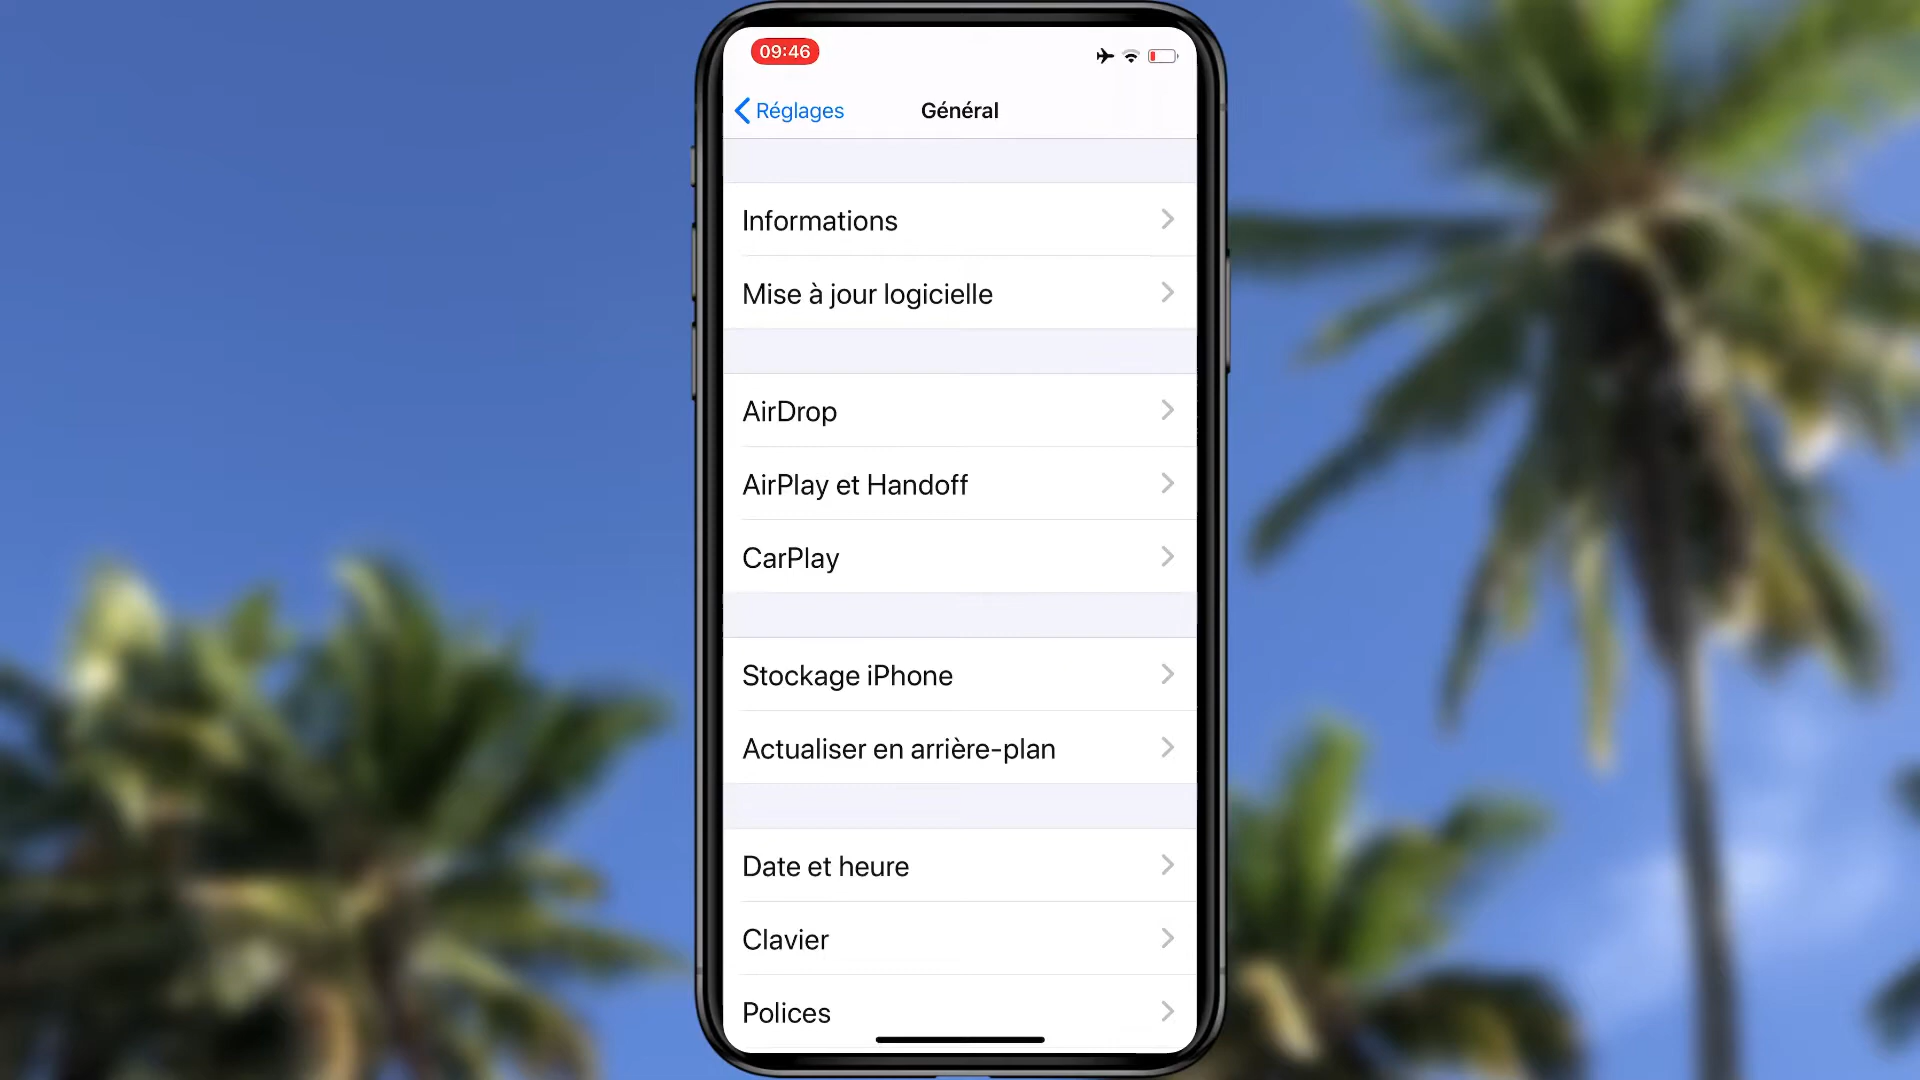 09:46
Réglages
Général
Informations
Mise à jour logicielle
AirDrop
AirPlay et Handoff
CarPlay
Stockage iPhone
Actualiser en arrière-plan
Date et heure
Clavier
Polices